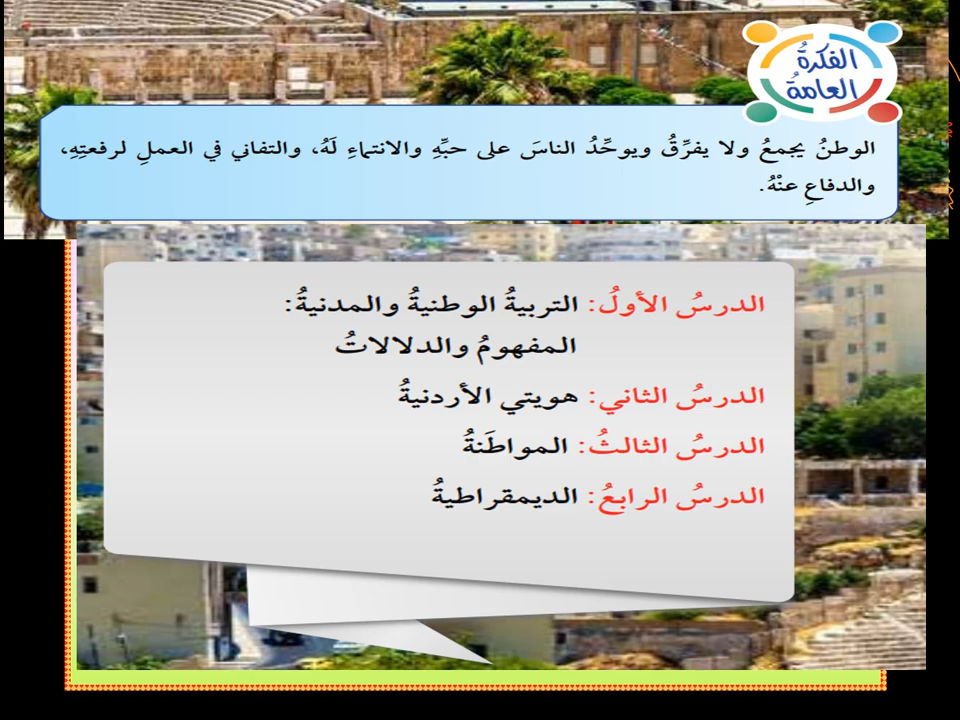 الفكرةُ
العامةُ
الوطنُ يجمعُ ولا يفرِّقُ ويوحِّدُ الناسَ على حبِّهِ والانتماءِ لَهُ، والتفاني في العملِ لرفعتِهِ،
والدفاعِ عنْهُ.
الدرسُ الأولُ: التربيةُ الوطنيةُ والمدنيةُ:
المفهومُ والدلالاتُ
الدرسُ الثاني: هويتي الأردنيةُ
الدرسُ الثالثُ: المواطَنةُ
الدرسُ الرابعُ: الديمقراطيةُ